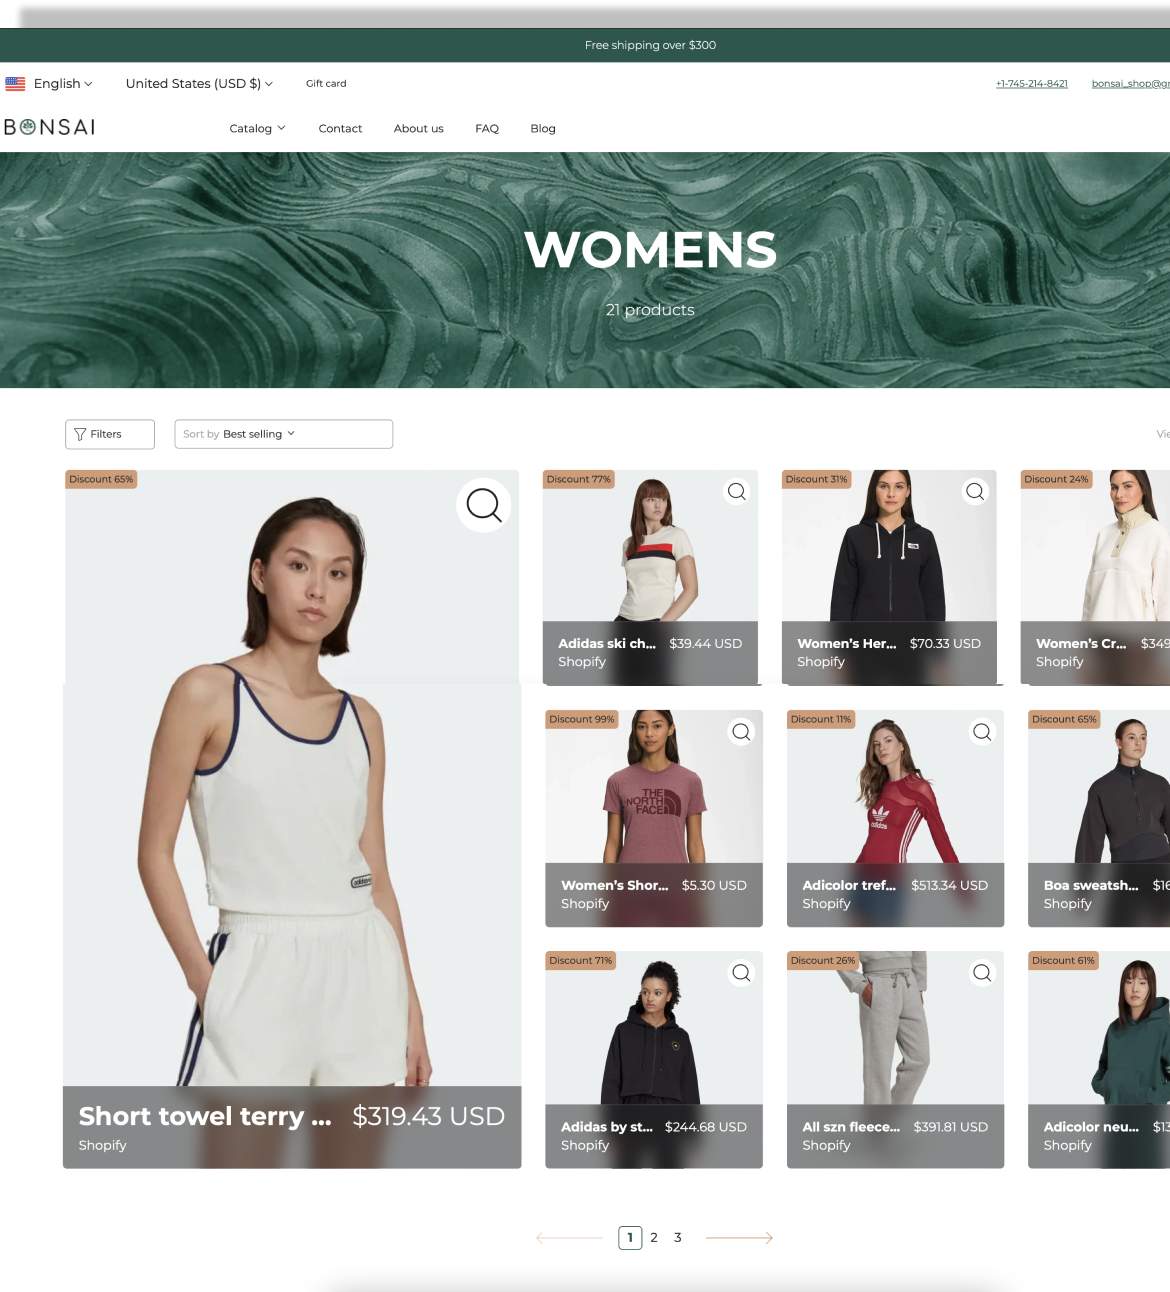 Free shipping over $300
English
United States (USD $)
Gift card
+1-745-214-8421
bonsai_shop@g
BONSAI
Catalog
Contact
About us
FAQ
Blog
WOMENS
21 products
Filters
Sort by Best selling
Vie
Discount 65%
Discount 77%
Discount 31%
Discount 24%
Adidas ski ch... $39.44 USD
Shopify
Women's Her... $70.33 USD
Shopify
Women's Cr... $349
Shopify
Discount 99%
Discount 11%
Discount 65%
THE
NORTH
FACE
adidas
adidas
Women's Shor... $5.30 USD
Shopify
Adicolor tref... $513.34 USD
Shopify
Boa sweatsh... $16
Shopify
Discount 71%
Discount 26%
Discount 61%
Short towel terry ... $319.43 USD
Shopify
Adidas by st... $244.68 USD
Shopify
All szn fleece... $391.81 USD
Shopify
Adicolor neu... $13
Shopify
1 2 3